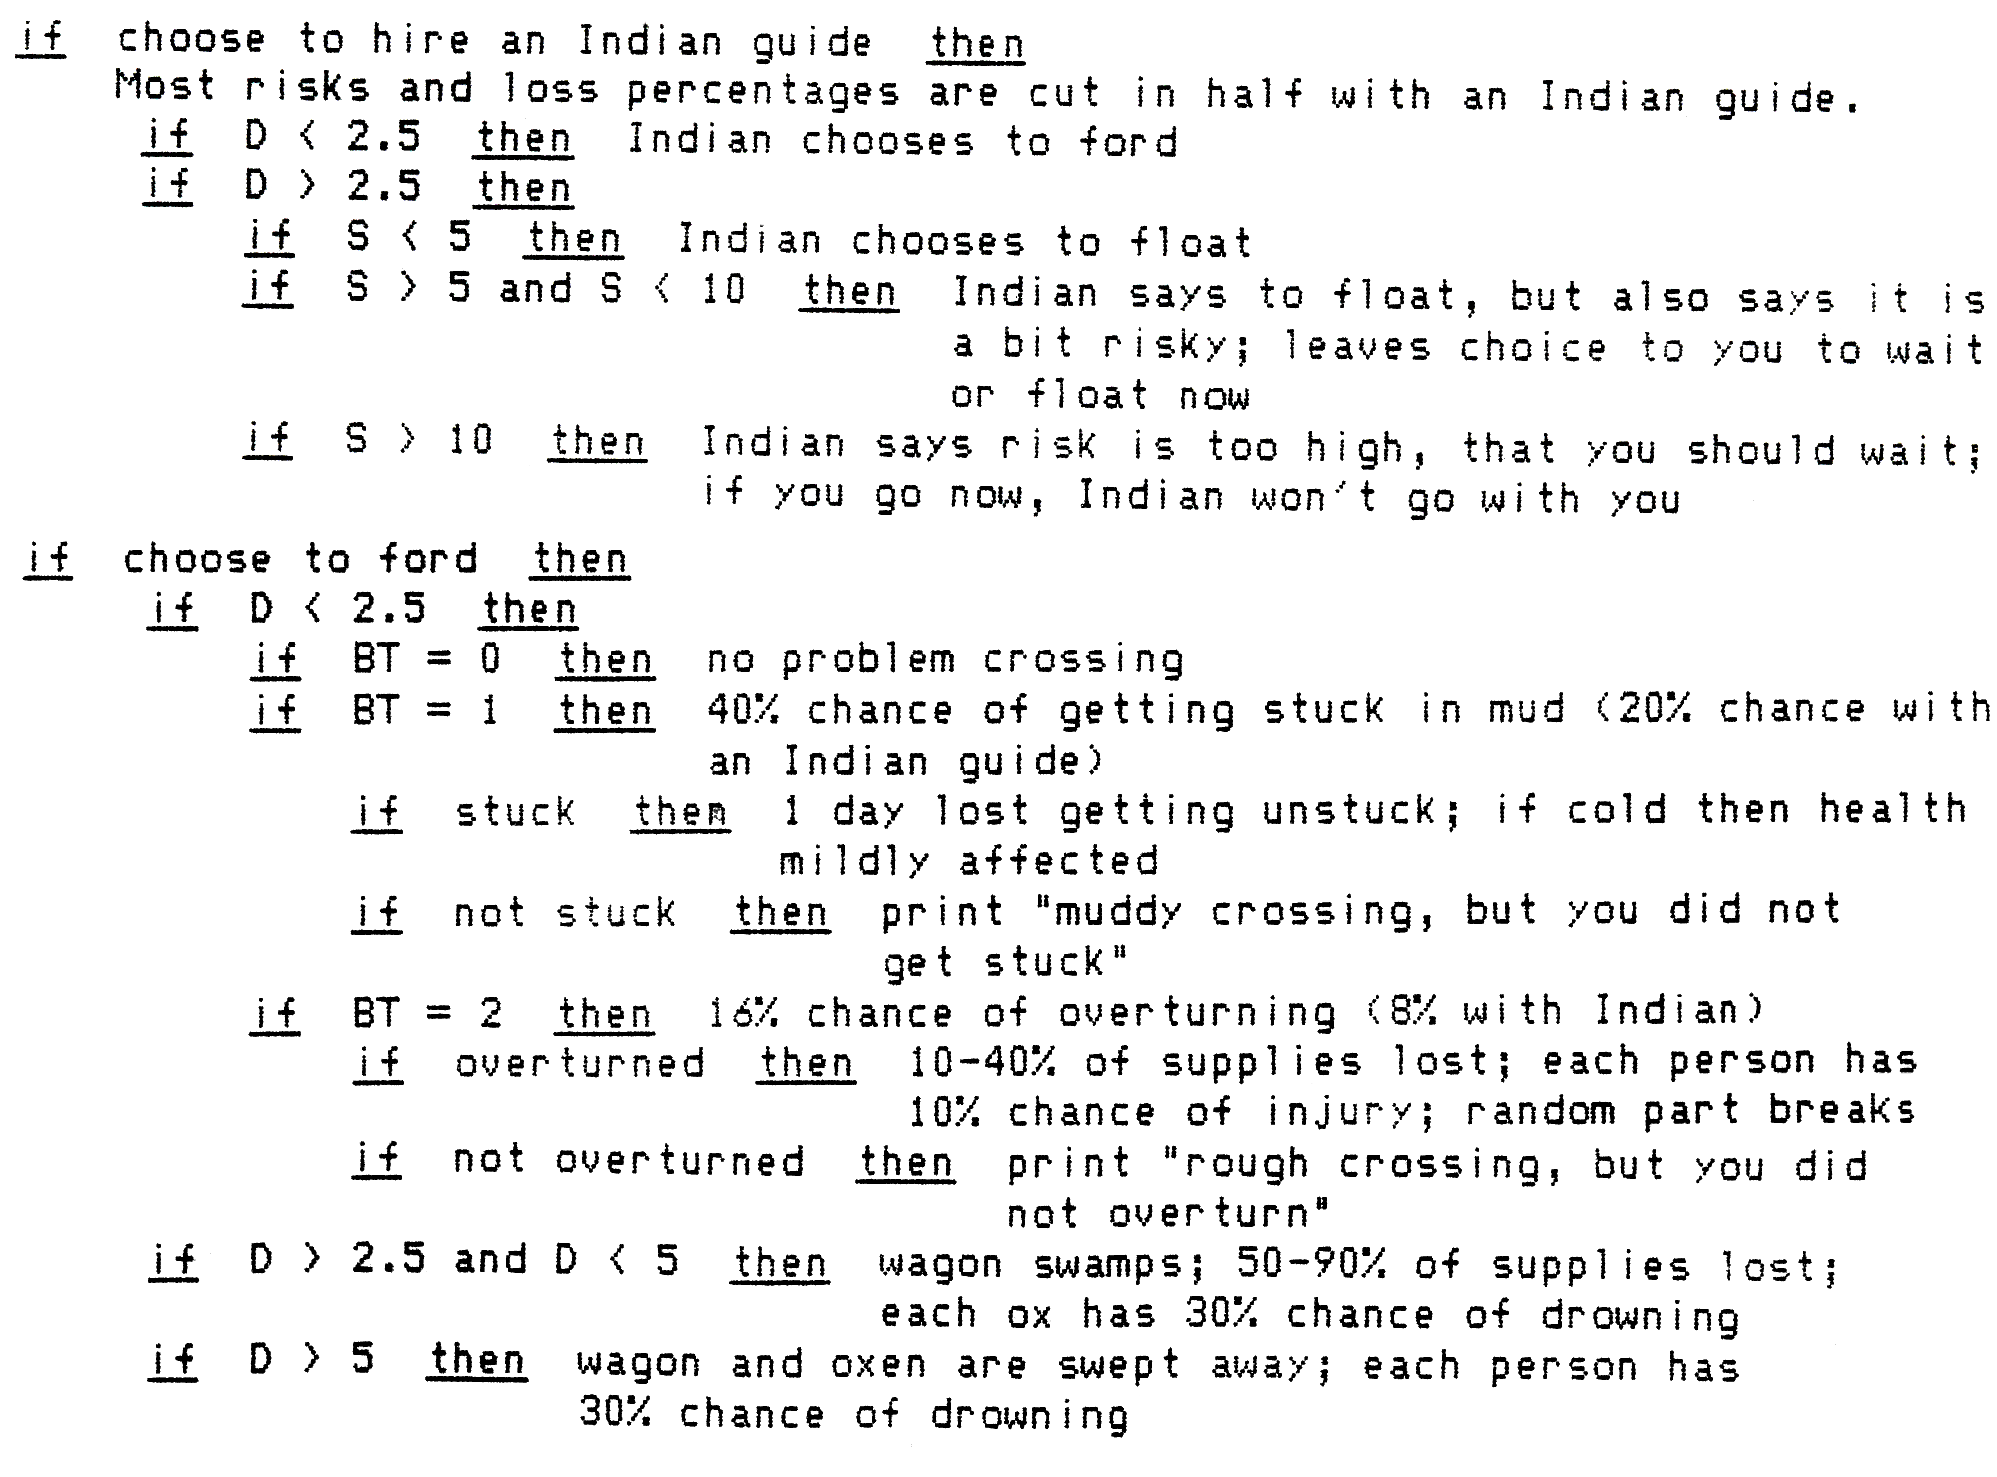 if choose to hire an Indian guide then
Most risks and loss percentages are cut in half with an Indian guide.
if D < 2.5 then Indian chooses to ford
if D > 2.5 then
if S < 5 then Indian chooses to float
if S > 5 and S < 10 then Indian says to float, but also says it is
a bit risky; leaves choice to you to wait
or float now
if S > 10 then Indian says risk is too high, that you should wait;
if you go now, Indian won't go with you
if choose to ford then
if D < 2.5 then
if BT = 0 then no problem crossing
if BT = 1 then 40% chance of getting stuck in mud (20% chance with
an Indian guide)
if stuck then 1 day lost getting unstuck; if cold then health
mildly affected
if not stuck then print "muddy crossing, but you did not
get stuck"
if BT = 2 then 16% chance of overturning (8% with Indian)
if overturned then 10-40% of supplies lost; each person has
10% chance of injury; random part breaks
if not overturned then print "rough crossing, but you did
not overturn"
if D > 2.5 and D < 5 then wagon swamps; 50-90% of supplies lost;
each ox has 30% chance of drowning
if D > 5 then wagon and oxen are swept away; each person has
30% chance of drowning